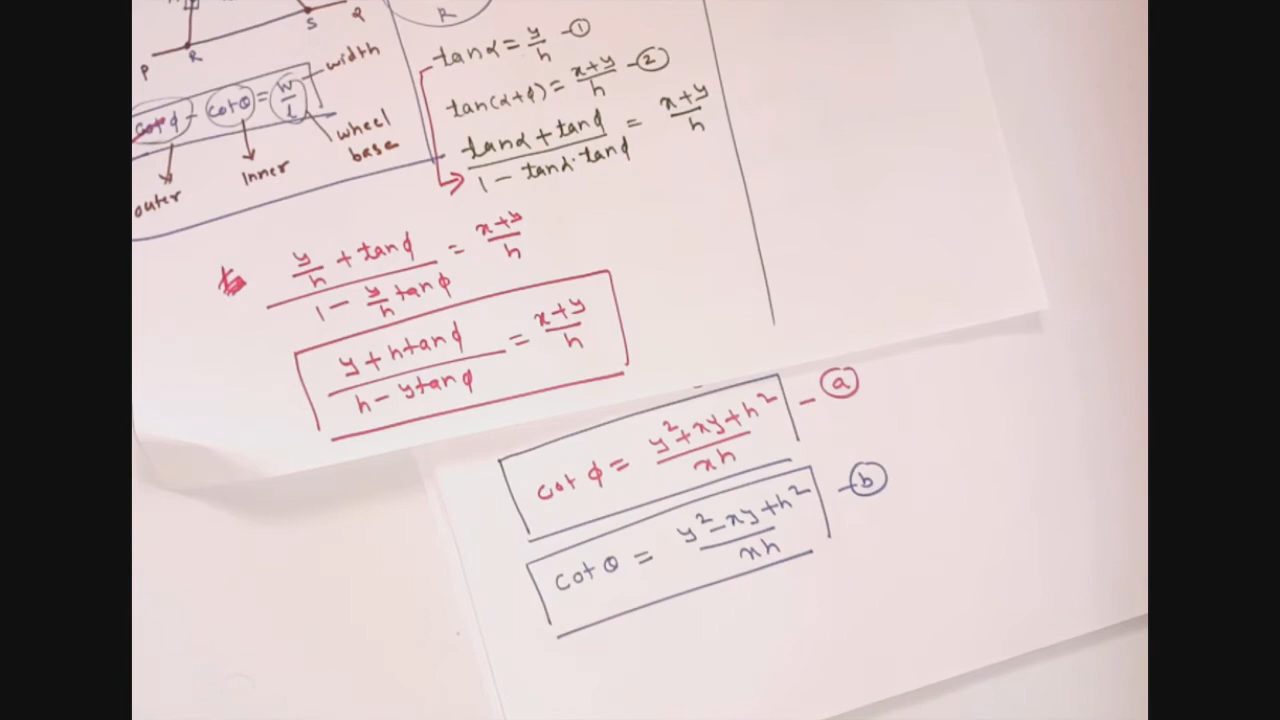 S Q
P R
cot φ - cot θ = W/L
width
wheel base
outer
Inner
R
tan α = y/h - ①
tan(α+φ) = x+y/h - ②
tan α + tan φ / 1 - tan α · tan φ = x+y/h
y/h + tan φ / 1 - y/h tan φ = x+y/h
y + h tan φ / h - y tan φ = x+y/h
cot φ = y² + xy + h² / xh - ⓐ
cot θ = y² - xy + h² / xh - ⓑ